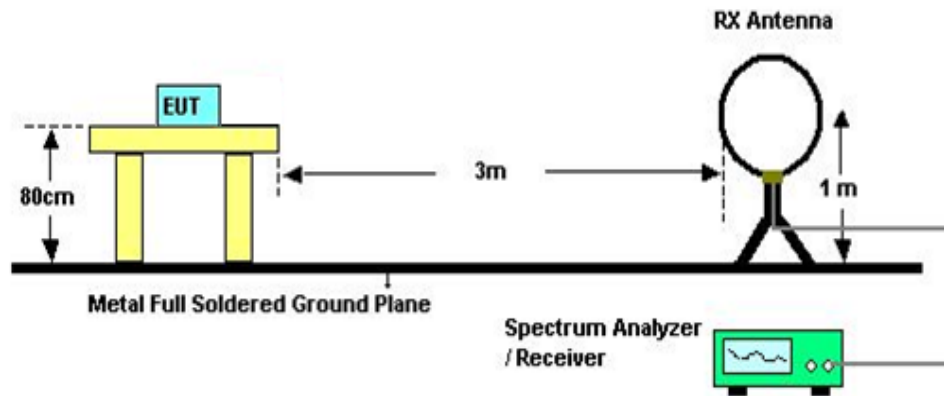 RX Antenna
EUT
80cm
3m
1 m
Metal Full Soldered Ground Plane
Spectrum Analyzer
/ Receiver